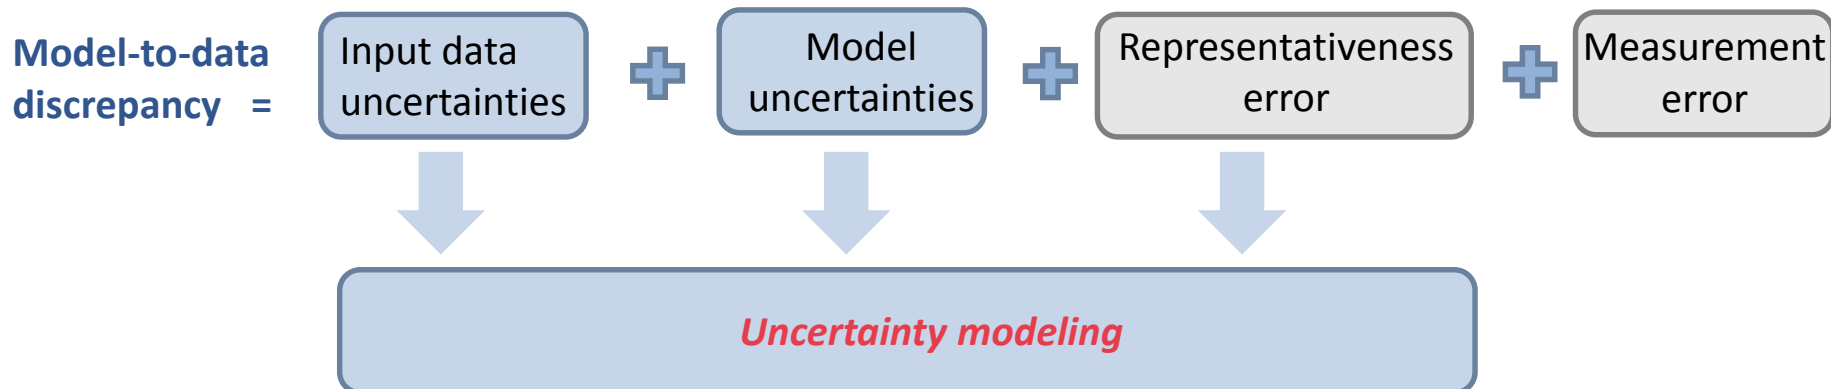 Model-to-data
discrepancy =
Input data
uncertainties
Model
uncertainties
Representativeness
error
Measurement
error
Uncertainty modeling